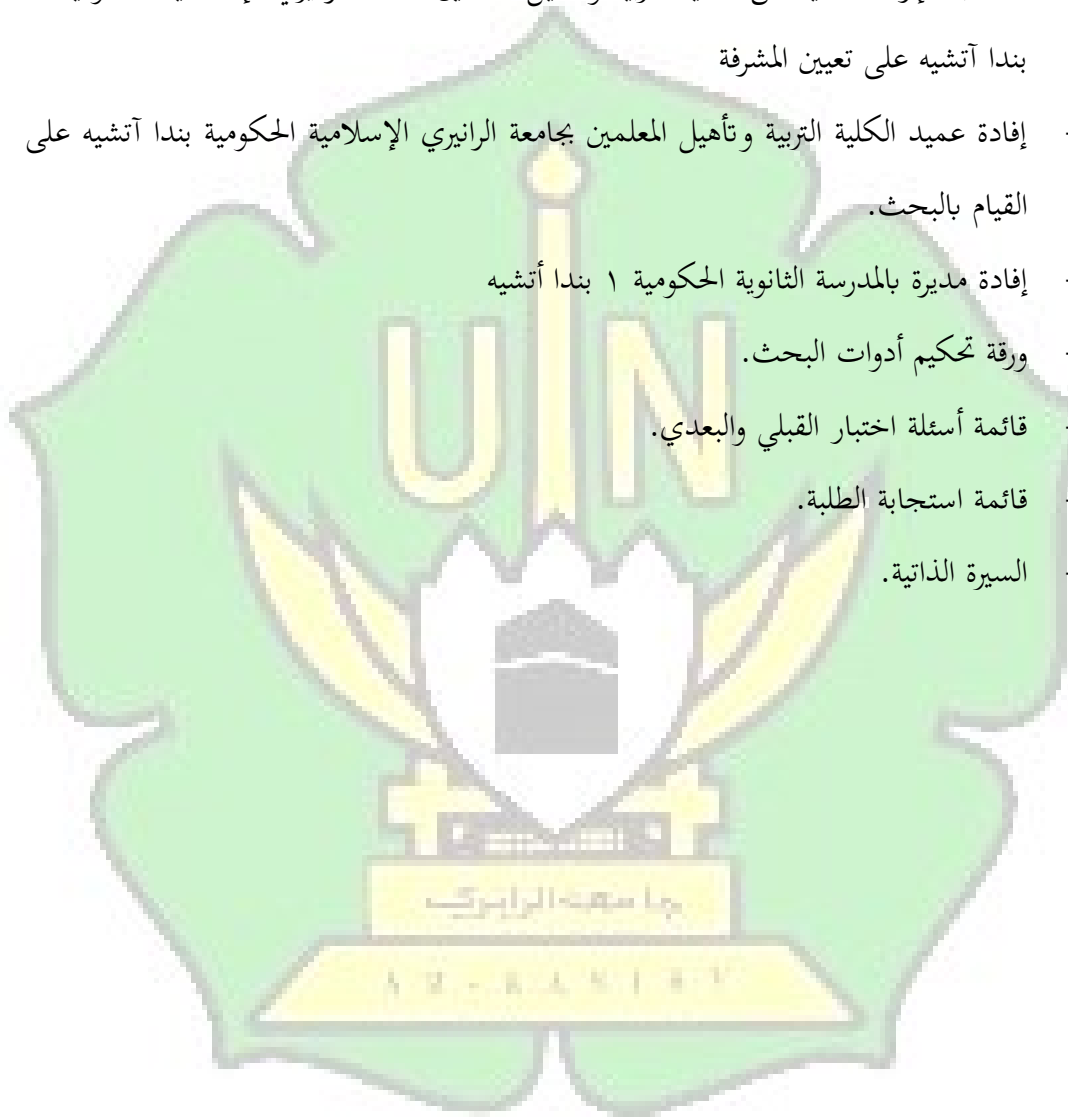 بندا آتشيه على تعيين المشرفة
- إفادة عميد الكلية التربية وتأهيل المعلمين بجامعة الرانيري الإسلامية الحكومية بندا آتشيه على
القيام بالبحث.
- إفادة مديرة بالمدرسة الثانوية الحكومية ١ بندا أتشيه
- ورقة تحكيم أدوات البحث.
- قائمة أسئلة اختبار القبلي والبعدي.
- قائمة استجابة الطلبة.
- السيرة الذاتية.
UIN
جامعة الرانيري
AR-RANIRY